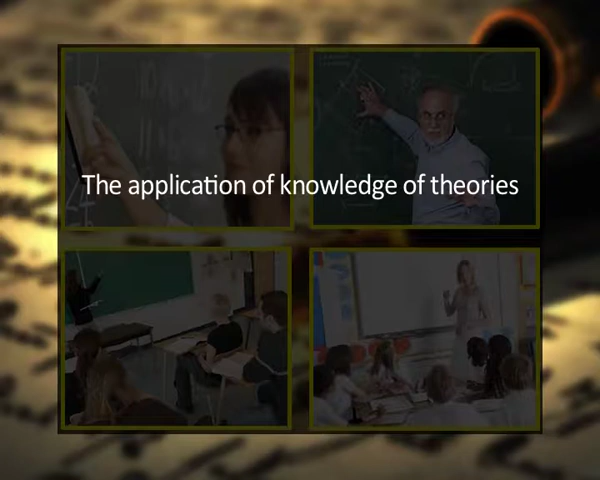 The application of knowledge of theories